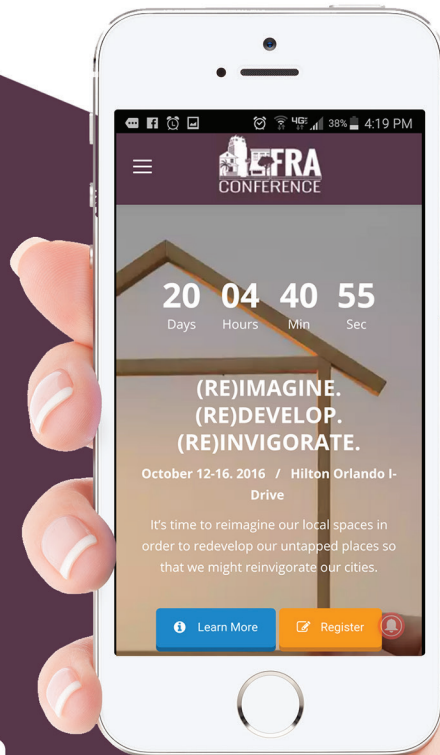 4G 38% 4:19 PM
FRA
CONFERENCE
20 04 40 55
Days Hours Min Sec
(RE)IMAGINE.
(RE)DEVELOP.
(RE)INVIGORATE.
October 12-16. 2016 / Hilton Orlando I-
Drive
It's time to reimagine our local spaces in
order to redevelop our untapped places so
that we might reinvigorate our cities.
Learn More Register